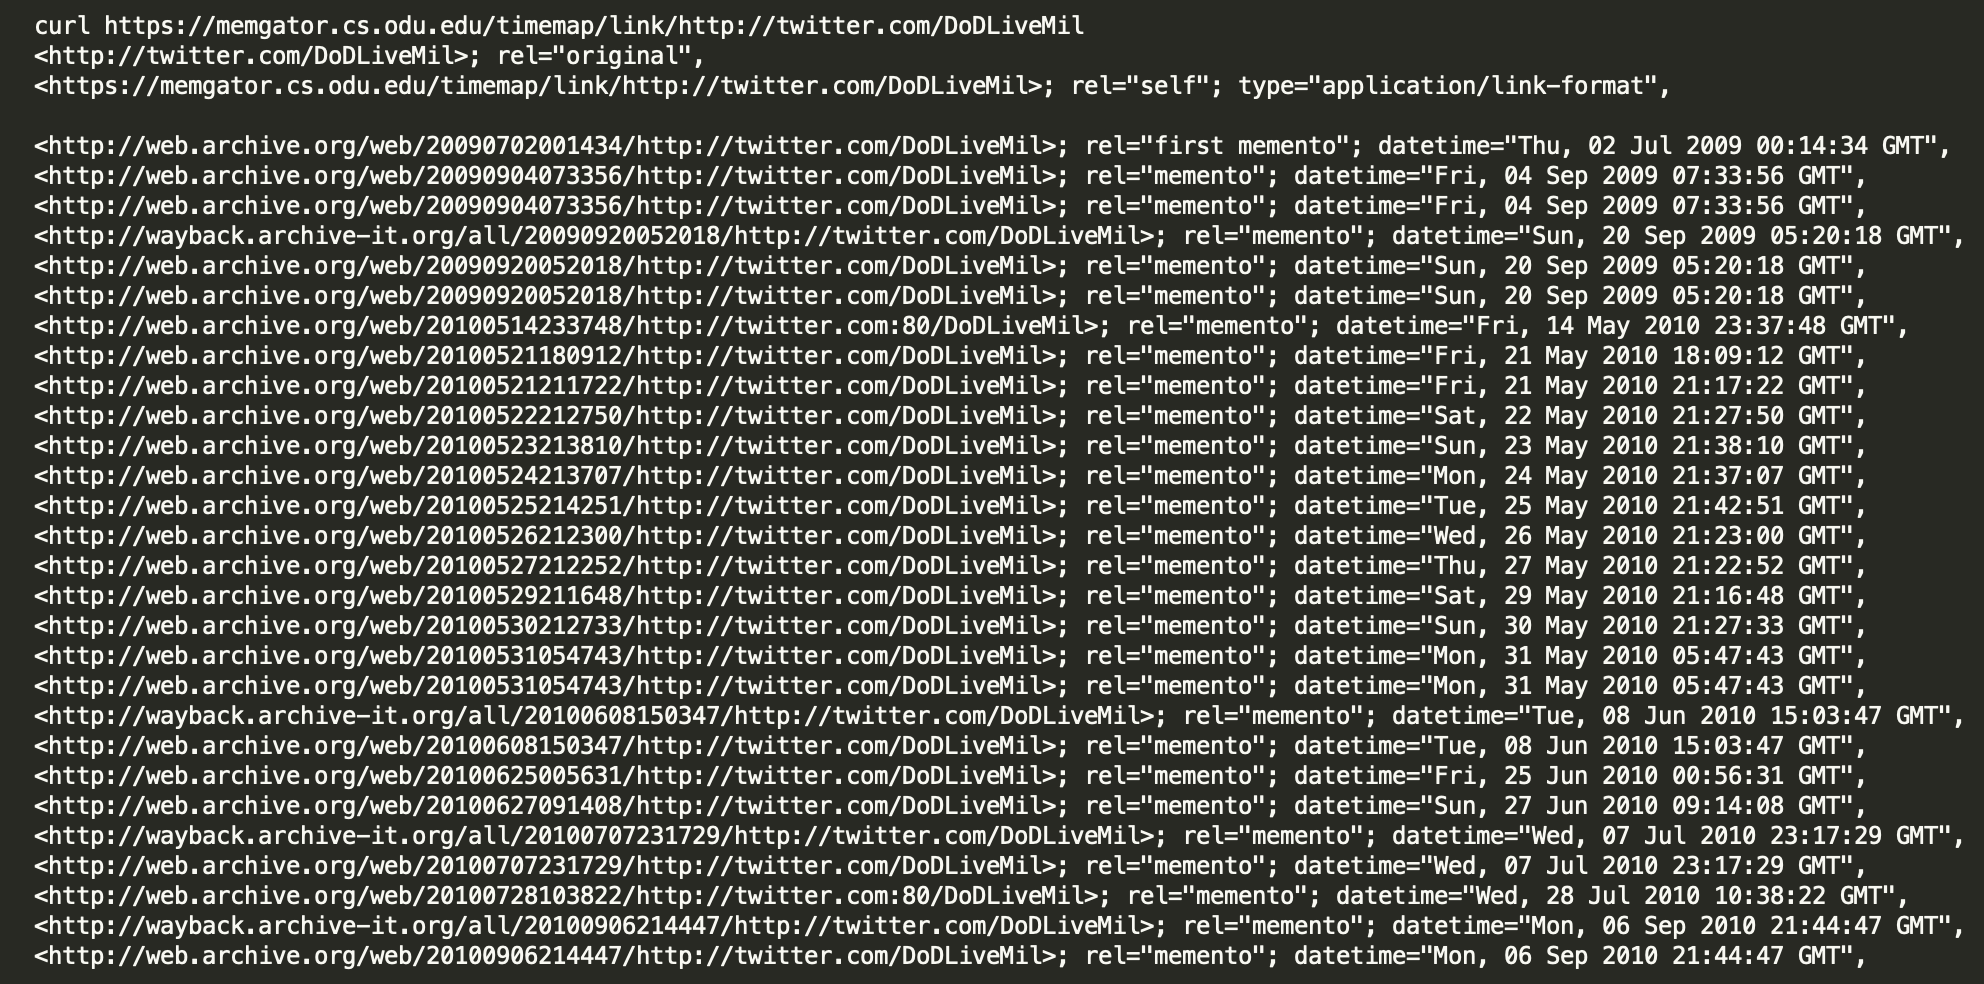 curl https://memgator.cs.odu.edu/timemap/link/http://twitter.com/DoDLiveMil
<http://twitter.com/DoDLiveMil>; rel="original",
<https://memgator.cs.odu.edu/timemap/link/http://twitter.com/DoDLiveMil>; rel="self"; type="application/link-format",
<http://web.archive.org/web/20090702001434/http://twitter.com/DoDLiveMil>; rel="first memento"; datetime="Thu, 02 Jul 2009 00:14:34 GMT",
<http://web.archive.org/web/20090904073356/http://twitter.com/DoDLiveMil>; rel="memento"; datetime="Fri, 04 Sep 2009 07:33:56 GMT",
<http://web.archive.org/web/20090904073356/http://twitter.com/DoDLiveMil>; rel="memento"; datetime="Fri, 04 Sep 2009 07:33:56 GMT",
<http://wayback.archive-it.org/all/20090920052018/http://twitter.com/DoDLiveMil>; rel="memento"; datetime="Sun, 20 Sep 2009 05:20:18 GMT",
<http://web.archive.org/web/20090920052018/http://twitter.com/DoDLiveMil>; rel="memento"; datetime="Sun, 20 Sep 2009 05:20:18 GMT",
<http://web.archive.org/web/20090920052018/http://twitter.com/DoDLiveMil>; rel="memento"; datetime="Sun, 20 Sep 2009 05:20:18 GMT",
<http://web.archive.org/web/20100514233748/http://twitter.com:80/DoDLiveMil>; rel="memento"; datetime="Fri, 14 May 2010 23:37:48 GMT",
<http://web.archive.org/web/20100521180912/http://twitter.com/DoDLiveMil>; rel="memento"; datetime="Fri, 21 May 2010 18:09:12 GMT",
<http://web.archive.org/web/20100521211722/http://twitter.com/DoDLiveMil>; rel="memento"; datetime="Fri, 21 May 2010 21:17:22 GMT",
<http://web.archive.org/web/20100522212750/http://twitter.com/DoDLiveMil>; rel="memento"; datetime="Sat, 22 May 2010 21:27:50 GMT",
<http://web.archive.org/web/20100523213810/http://twitter.com/DoDLiveMil>; rel="memento"; datetime="Sun, 23 May 2010 21:38:10 GMT",
<http://web.archive.org/web/20100524213707/http://twitter.com/DoDLiveMil>; rel="memento"; datetime="Mon, 24 May 2010 21:37:07 GMT",
<http://web.archive.org/web/20100525214251/http://twitter.com/DoDLiveMil>; rel="memento"; datetime="Tue, 25 May 2010 21:42:51 GMT",
<http://web.archive.org/web/20100526212300/http://twitter.com/DoDLiveMil>; rel="memento"; datetime="Wed, 26 May 2010 21:23:00 GMT",
<http://web.archive.org/web/20100527212252/http://twitter.com/DoDLiveMil>; rel="memento"; datetime="Thu, 27 May 2010 21:22:52 GMT",
<http://web.archive.org/web/20100529211648/http://twitter.com/DoDLiveMil>; rel="memento"; datetime="Sat, 29 May 2010 21:16:48 GMT",
<http://web.archive.org/web/20100530212733/http://twitter.com/DoDLiveMil>; rel="memento"; datetime="Sun, 30 May 2010 21:27:33 GMT",
<http://web.archive.org/web/20100531054743/http://twitter.com/DoDLiveMil>; rel="memento"; datetime="Mon, 31 May 2010 05:47:43 GMT",
<http://web.archive.org/web/20100531054743/http://twitter.com/DoDLiveMil>; rel="memento"; datetime="Mon, 31 May 2010 05:47:43 GMT",
<http://wayback.archive-it.org/all/20100608150347/http://twitter.com/DoDLiveMil>; rel="memento"; datetime="Tue, 08 Jun 2010 15:03:47 GMT",
<http://web.archive.org/web/20100608150347/http://twitter.com/DoDLiveMil>; rel="memento"; datetime="Tue, 08 Jun 2010 15:03:47 GMT",
<http://web.archive.org/web/20100625005631/http://twitter.com/DoDLiveMil>; rel="memento"; datetime="Fri, 25 Jun 2010 00:56:31 GMT",
<http://web.archive.org/web/20100627091408/http://twitter.com/DoDLiveMil>; rel="memento"; datetime="Sun, 27 Jun 2010 09:14:08 GMT",
<http://wayback.archive-it.org/all/20100707231729/http://twitter.com/DoDLiveMil>; rel="memento"; datetime="Wed, 07 Jul 2010 23:17:29 GMT",
<http://web.archive.org/web/20100707231729/http://twitter.com/DoDLiveMil>; rel="memento"; datetime="Wed, 07 Jul 2010 23:17:29 GMT",
<http://web.archive.org/web/20100728103822/http://twitter.com:80/DoDLiveMil>; rel="memento"; datetime="Wed, 28 Jul 2010 10:38:22 GMT",
<http://wayback.archive-it.org/all/20100906214447/http://twitter.com/DoDLiveMil>; rel="memento"; datetime="Mon, 06 Sep 2010 21:44:47 GMT",
<http://web.archive.org/web/20100906214447/http://twitter.com/DoDLiveMil>; rel="memento"; datetime="Mon, 06 Sep 2010 21:44:47 GMT",